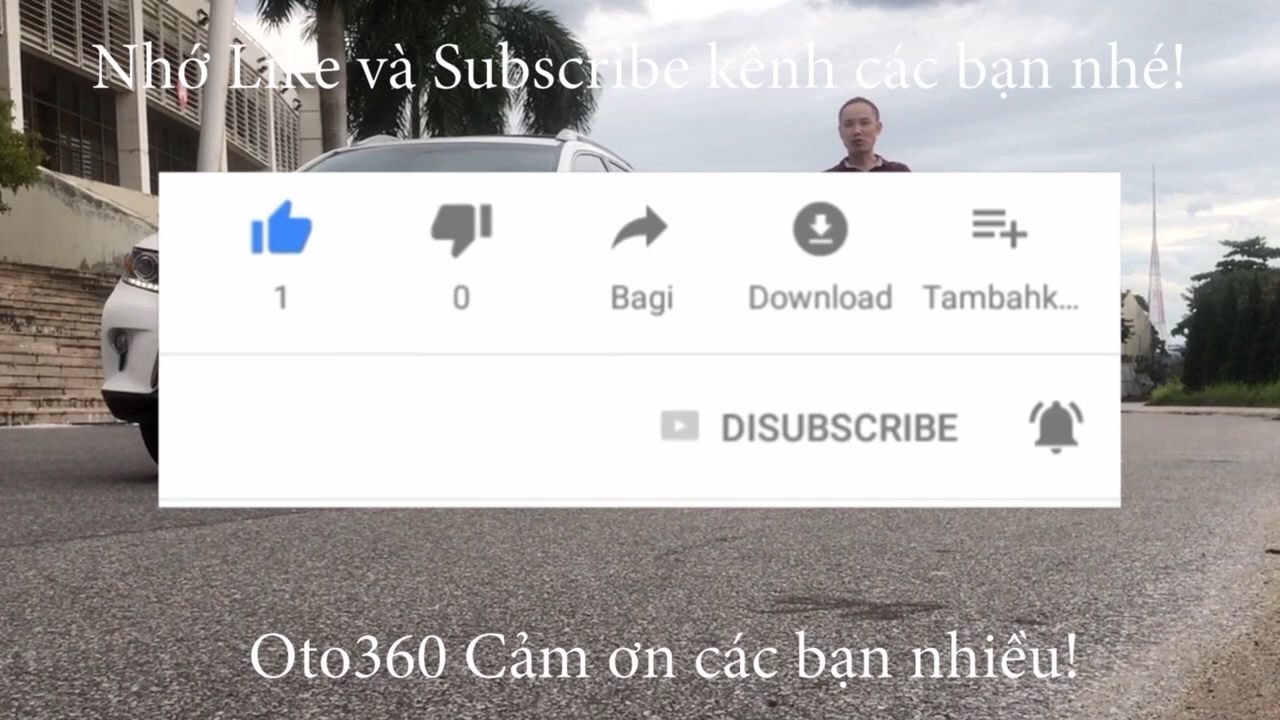 Nhớ Like và Subscribe kênh các bạn nhé!
1 0 Bagi Download Tambahk...
DISUBSCRIBE
Oto360 Cảm ơn các bạn nhiều!